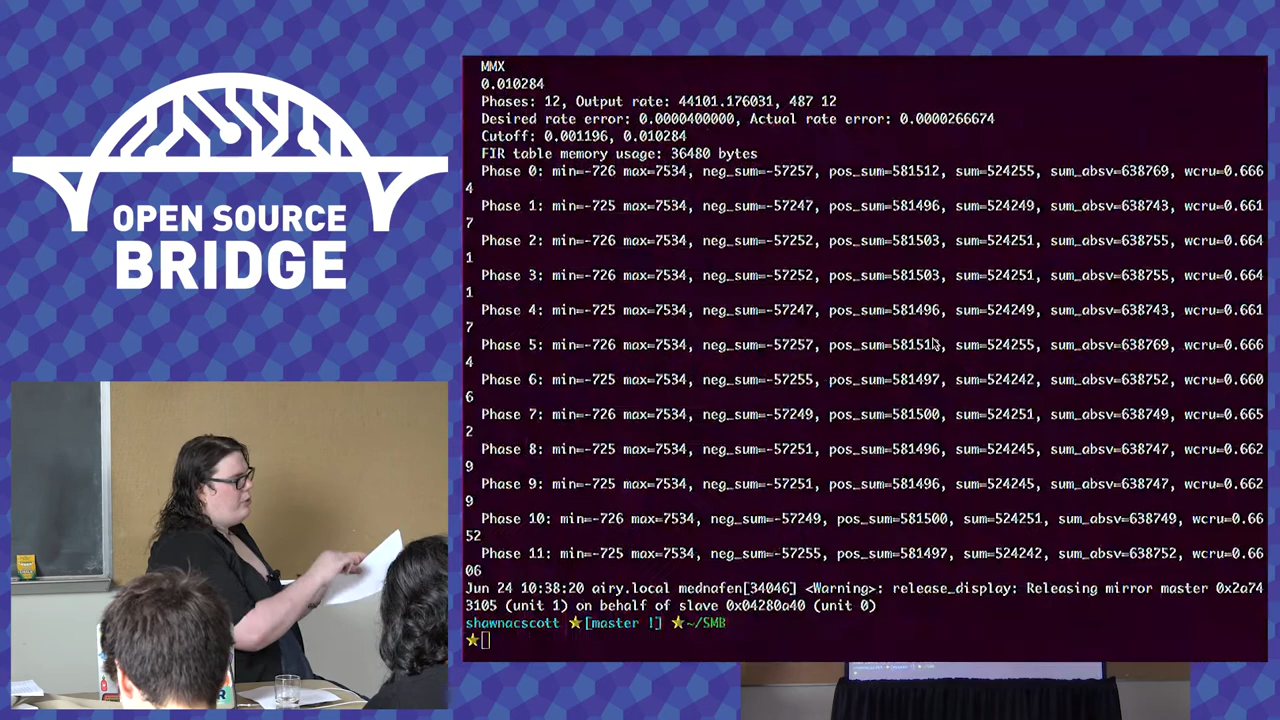 OPEN SOURCE
BRIDGE
MMX
0.010284
Phases: 12, Output rate: 44101.176031, 487 12
Desired rate error: 0.0000400000, Actual rate error: 0.0000266674
Cutoff: 0.001196, 0.010284
FIR table memory usage: 36480 bytes
Phase 0: min=-726 max=7534, neg_sum=-57257, pos_sum=581512, sum=524255, sum_absv=638769, wcru=0.666
4
Phase 1: min=-725 max=7534, neg_sum=-57247, pos_sum=581496, sum=524249, sum_absv=638743, wcru=0.661
7
Phase 2: min=-726 max=7534, neg_sum=-57252, pos_sum=581503, sum=524251, sum_absv=638755, wcru=0.664
1
Phase 3: min=-726 max=7534, neg_sum=-57252, pos_sum=581503, sum=524251, sum_absv=638755, wcru=0.664
1
Phase 4: min=-725 max=7534, neg_sum=-57247, pos_sum=581496, sum=524249, sum_absv=638743, wcru=0.661
7
Phase 5: min=-726 max=7534, neg_sum=-57257, sum=524255, sum_absv=638769, wcru=0.666
4
Phase 6: min=-725 max=7534, neg_sum=-57255, pos_sum=581497, sum=524242, sum_absv=638752, wcru=0.660
6
Phase 7: min=-726 max=7534, neg_sum=-57249, pos_sum=581500, sum=524251, sum_absv=638749, wcru=0.665
2
Phase 8: min=-725 max=7534, neg_sum=-57251, pos_sum=581496, sum=524245, sum_absv=638747, wcru=0.662
9
Phase 9: min=-725 max=7534, neg_sum=-57251, pos_sum=581496, sum=524245, sum_absv=638747, wcru=0.662
9
Phase 10: min=-726 max=7534, neg_sum=-57249, pos_sum=581500, sum=524251, sum_absv=638749, wcru=0.66
52
Phase 11: min=-725 max=7534, neg_sum=-57255, pos_sum=581497, sum=524242, sum_absv=638752, wcru=0.66
06
Jun 24 10:38:20 airy.local mednafen[34046] <Warning>: release_display: Releasing mirror master 0x2a74
3105 (unit 1) on behalf of slave 0x04280a40 (unit 0)
shawnacscott ★[master !] ★~/SMB
★